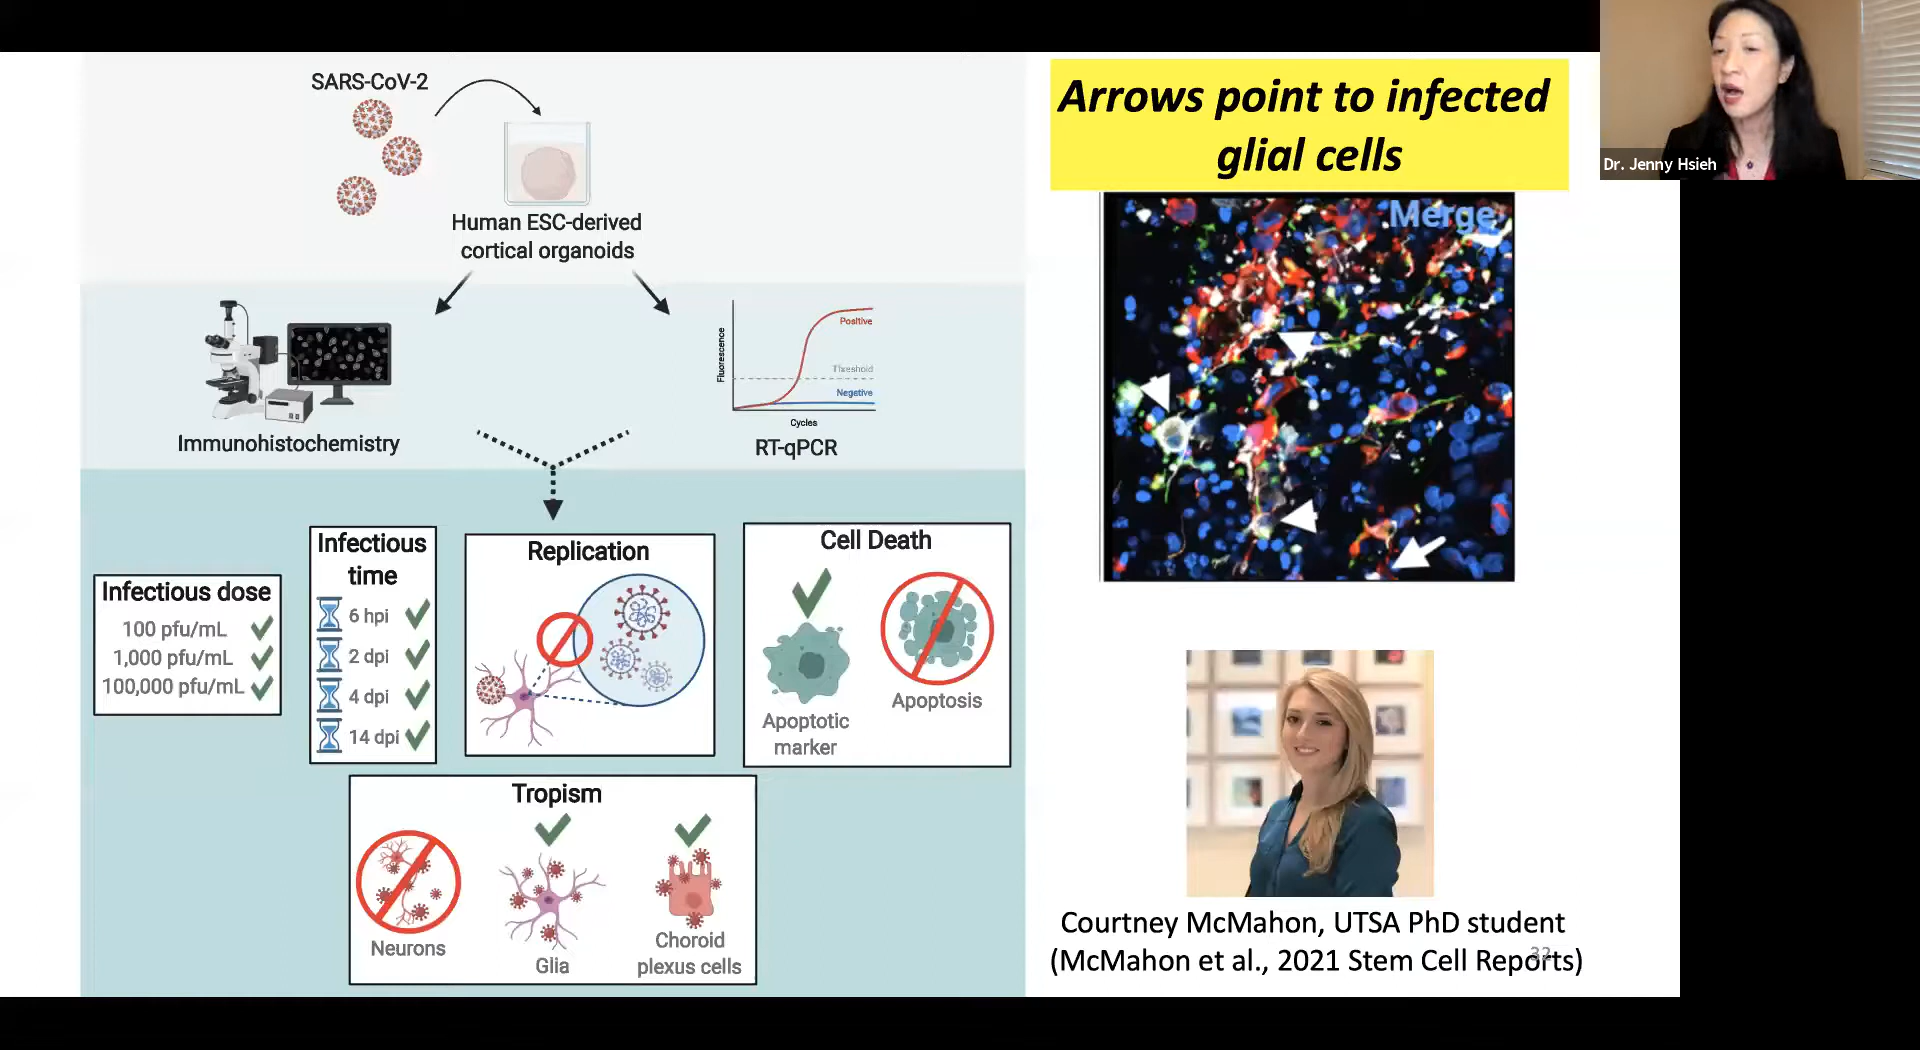 SARS-CoV-2
Human ESC-derived
cortical organoids
Immunohistochemistry
Fluorescence
Positive
Threshold
Negative
Cycles
RT-qPCR
Infectious dose
100 pfu/mL
1,000 pfu/mL
100,000 pfu/mL
Infectious
time
6 hpi
2 dpi
4 dpi
14 dpi
Replication
Cell Death
Apoptotic
marker
Apoptosis
Tropism
Neurons
Glia
Choroid
plexus cells
Arrows point to infected
glial cells
Merge
Courtney McMahon, UTSA PhD student
(McMahon et al., 2021 Stem Cell Reports)
32
Dr. Jenny Hsieh